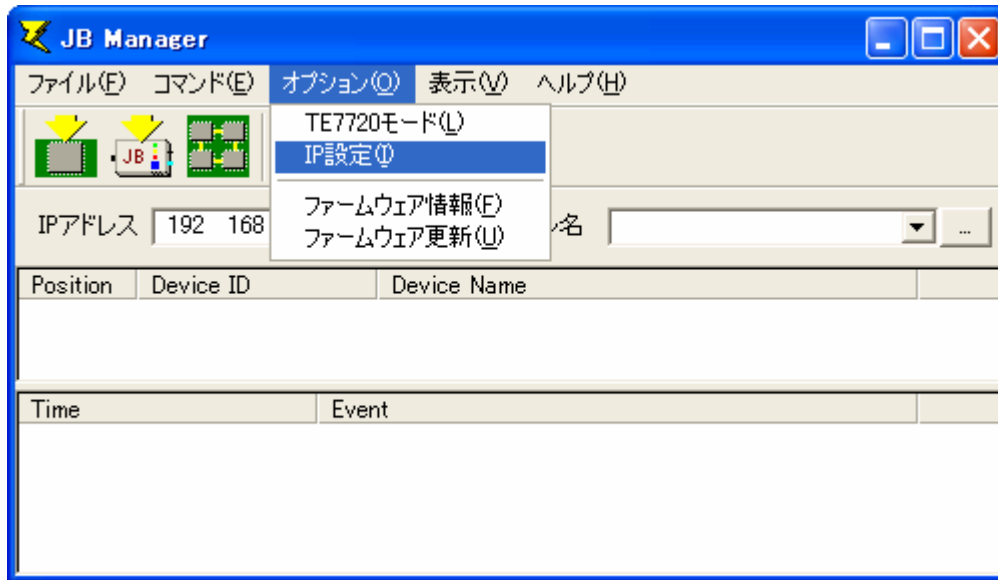 JB Manager
ファイル(F) コマンド(E) オプション(O) 表示(V) ヘルプ(H)
TE7720モード(L)
IP設定(I)
ファームウェア情報(F)
ファームウェア更新(U)
JB
IPアドレス 192 168 名 ...
Position Device ID Device Name
Time Event